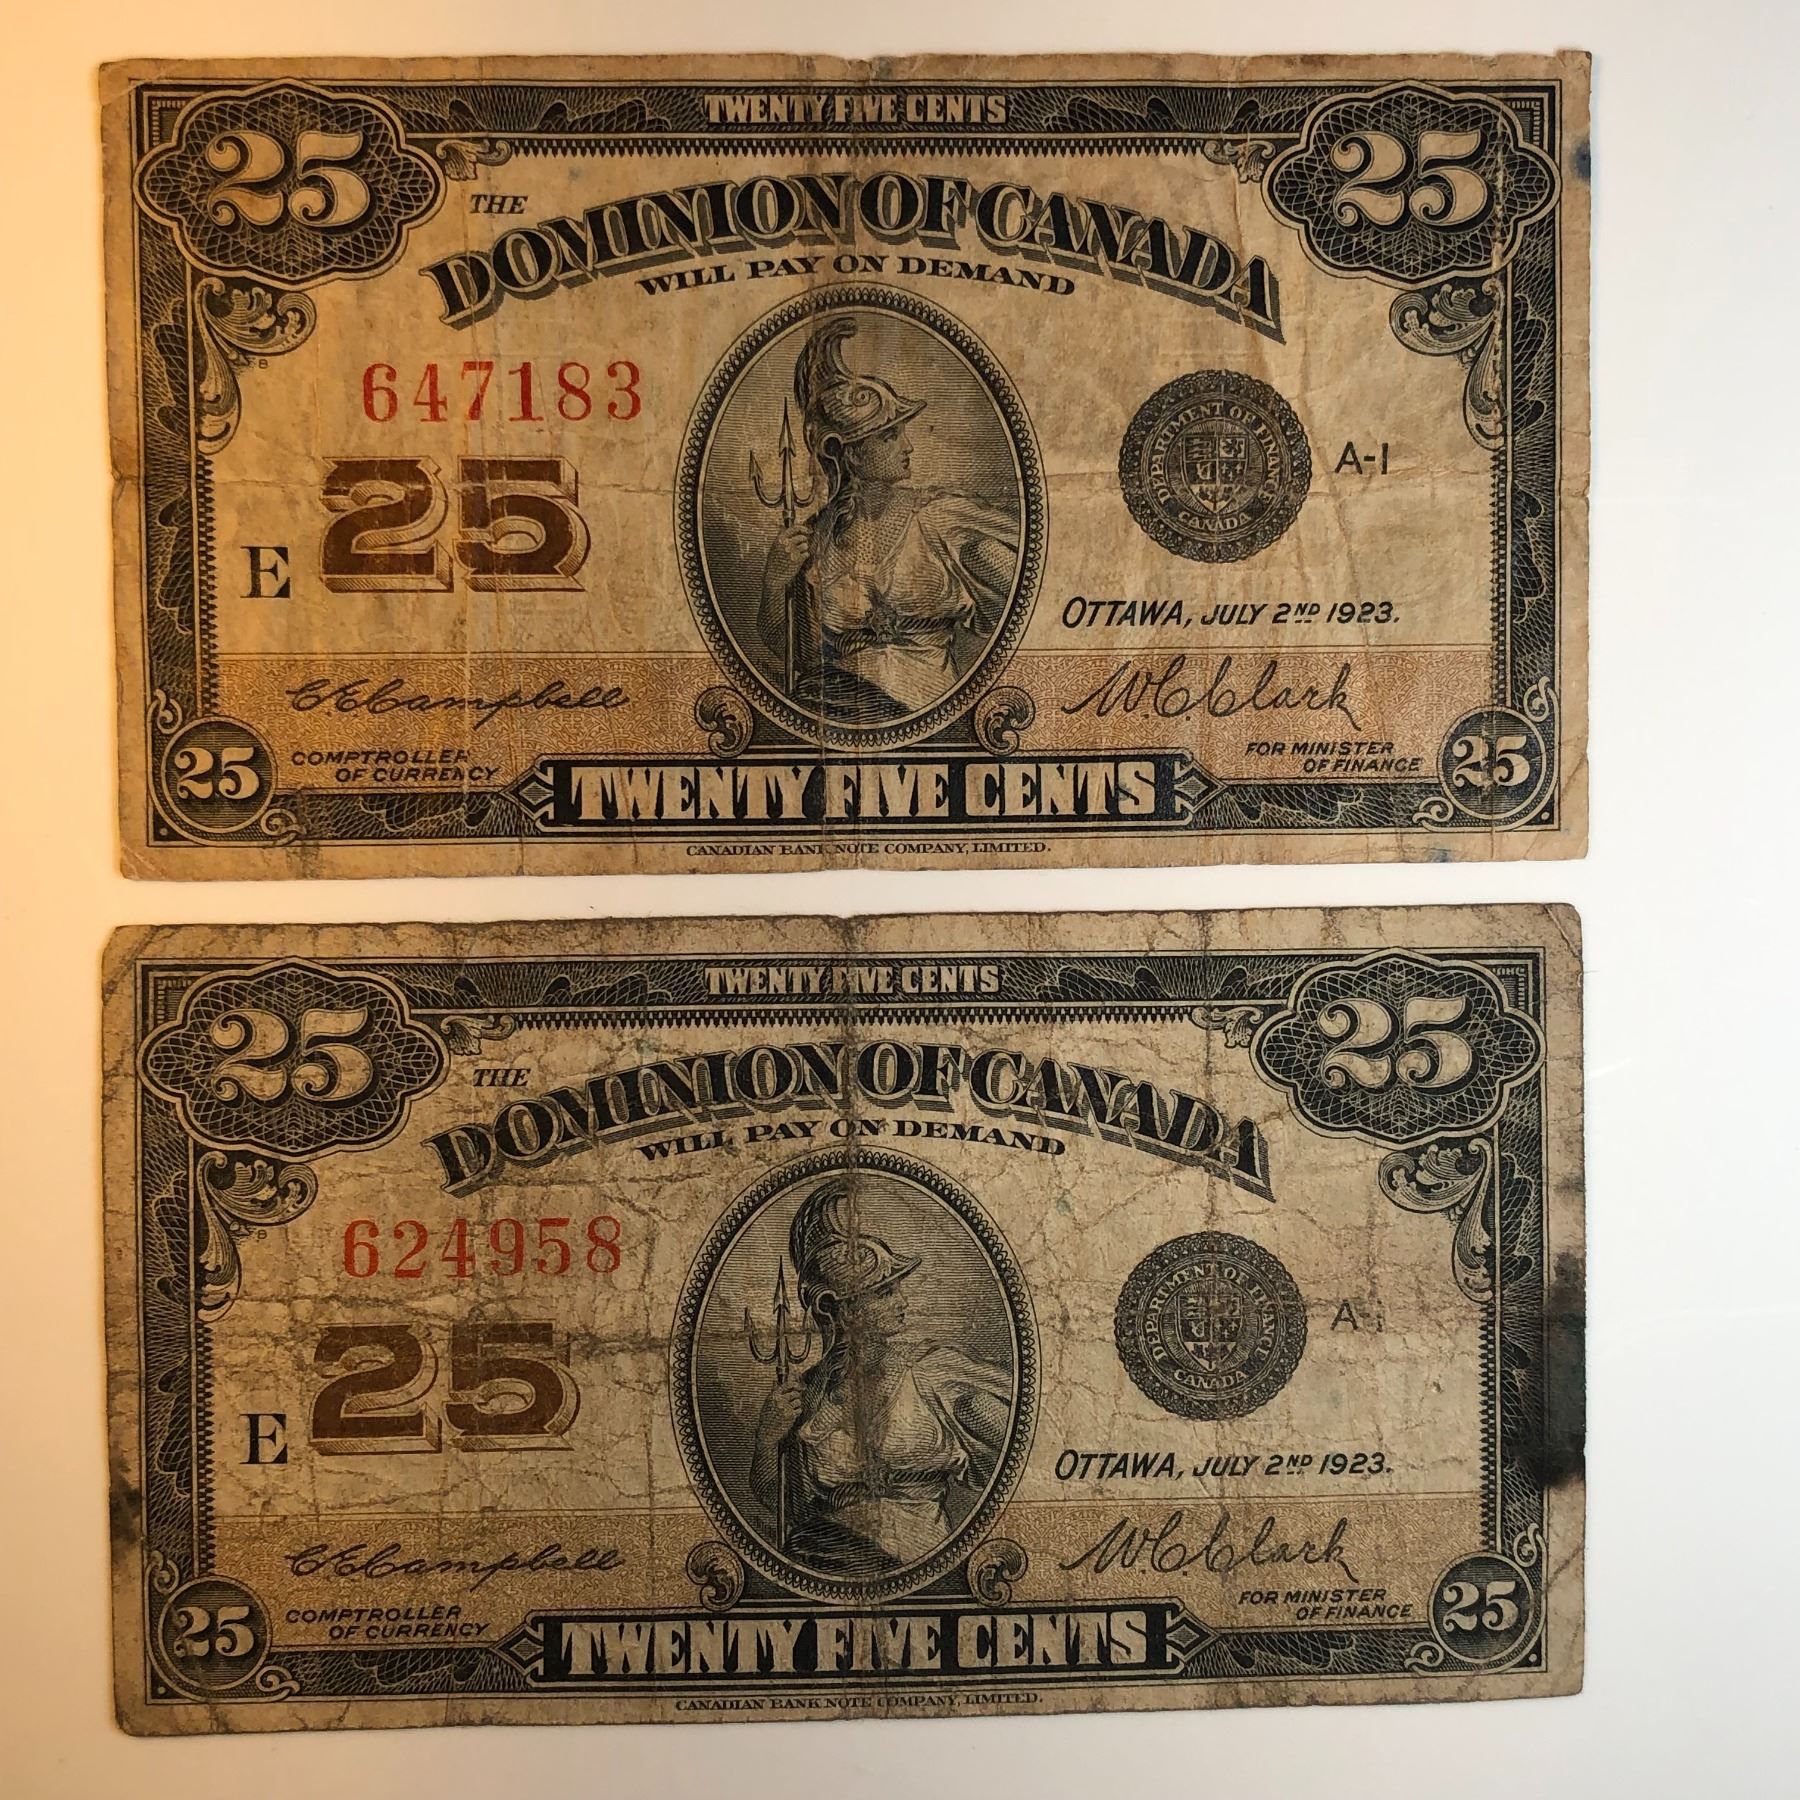 TWENTY FIVE CENTS
25 25
THE
DOMINION OF CANADA
WILL PAY ON DEMAND
647183
DEPARTMENT OF FINANCE
CANADA
A-1
E 25
OTTAWA, JULY 2ND 1923.
C.E. Campbell W.C. Clark
COMPTROLLER
OF CURRENCY
FOR MINISTER
OF FINANCE
25 TWENTY FIVE CENTS 25
CANADIAN BANK NOTE COMPANY, LIMITED.
TWENTY FIVE CENTS
25 25
THE
DOMINION OF CANADA
WILL PAY ON DEMAND
624958
DEPARTMENT OF FINANCE
CANADA
A-1
E 25
OTTAWA, JULY 2ND 1923.
C.E. Campbell W.C. Clark
COMPTROLLER
OF CURRENCY
FOR MINISTER
OF FINANCE
25 TWENTY FIVE CENTS 25
CANADIAN BANK NOTE COMPANY, LIMITED.